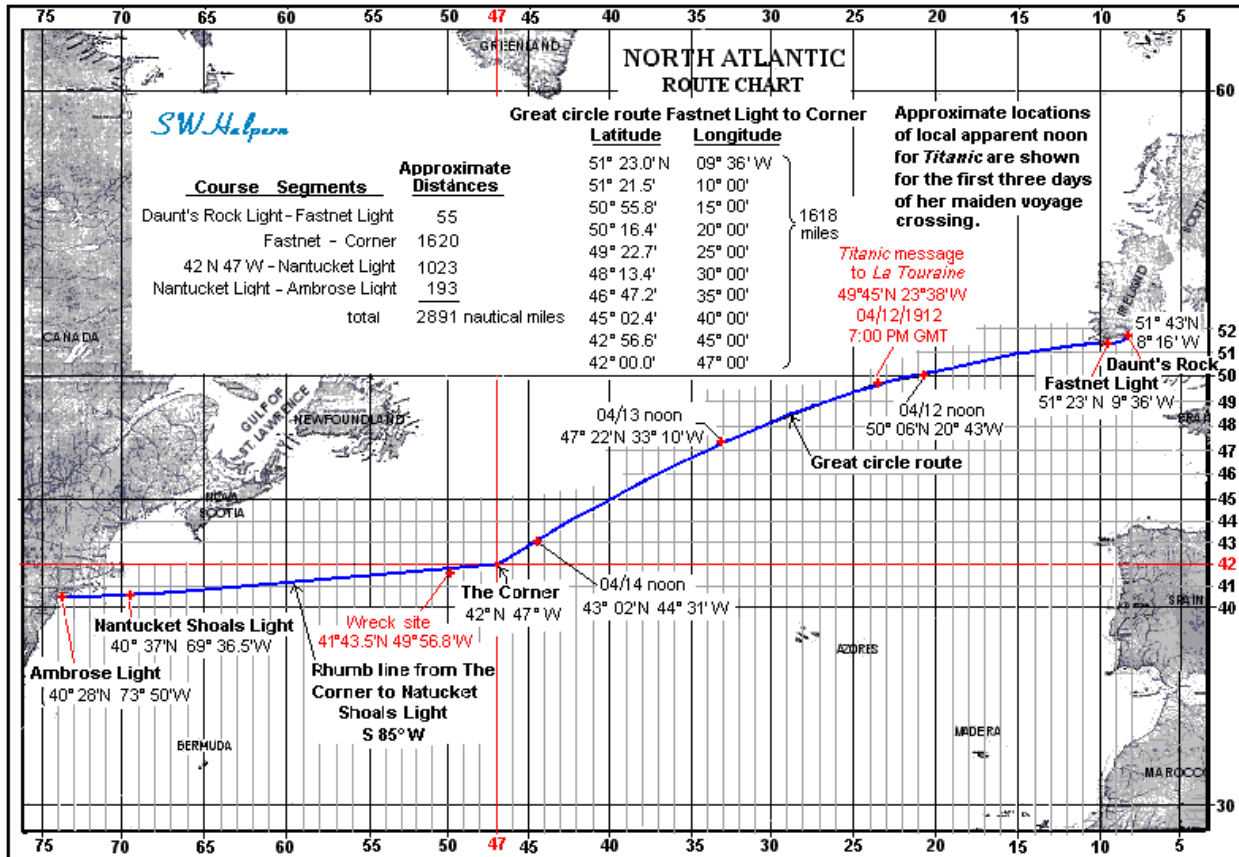 75 70 65 60 55 50 47 45 40 35 30 25 20 15 10 5
GREENLAND
NORTH ATLANTIC
ROUTE CHART
60
SW Halpern
Great circle route Fastnet Light to Corner
Latitude Longitude
51° 23.0' N 09° 36' W
51° 21.5' 10° 00'
50° 55.8' 15° 00'
50° 16.4' 20° 00'
49° 22.7' 25° 00'
48° 13.4' 30° 00'
46° 47.2' 35° 00'
45° 02.4' 40° 00'
42° 56.6' 45° 00'
42° 00.0' 47° 00'
1618
miles
Approximate locations
of local apparent noon
for Titanic are shown
for the first three days
of her maiden voyage
crossing.
Approximate
Course Segments Distances
Daunt's Rock Light - Fastnet Light 55
Fastnet - Corner 1620
42 N 47 W - Nantucket Light 1023
Nantucket Light - Ambrose Light 193
total 2891 nautical miles
Titanic message
to La Touraine
49°45'N 23°38'W
04/12/1912
7:00 PM GMT
IRELAND
51° 43'N
8° 16' W
Daunt's Rock
Fastnet Light
51° 23' N 9° 36' W
CANADA
GULF OF
ST LAWRENCE
NEWFOUNDLAND
NOVA
SCOTIA
04/13 noon
47° 22'N 33° 10'W
04/12 noon
50° 06'N 20° 43'W
Great circle route
52
51
50
49
48
47
46
45
44
43
42
41
40
30
The Corner
42° N 47° W
04/14 noon
43° 02'N 44° 31'W
Wreck site
41°43.5'N 49°56.8'W
Nantucket Shoals Light
40° 37'N 69° 36.5'W
Ambrose Light
40° 28'N 73° 50'W
Rhumb line from The
Corner to Natucket
Shoals Light
S 85° W
BERMUDA
AZORES
SPAIN
MADEIRA
MAROCCO
75 70 65 60 55 50 47 45 40 35 30 25 20 15 10 5